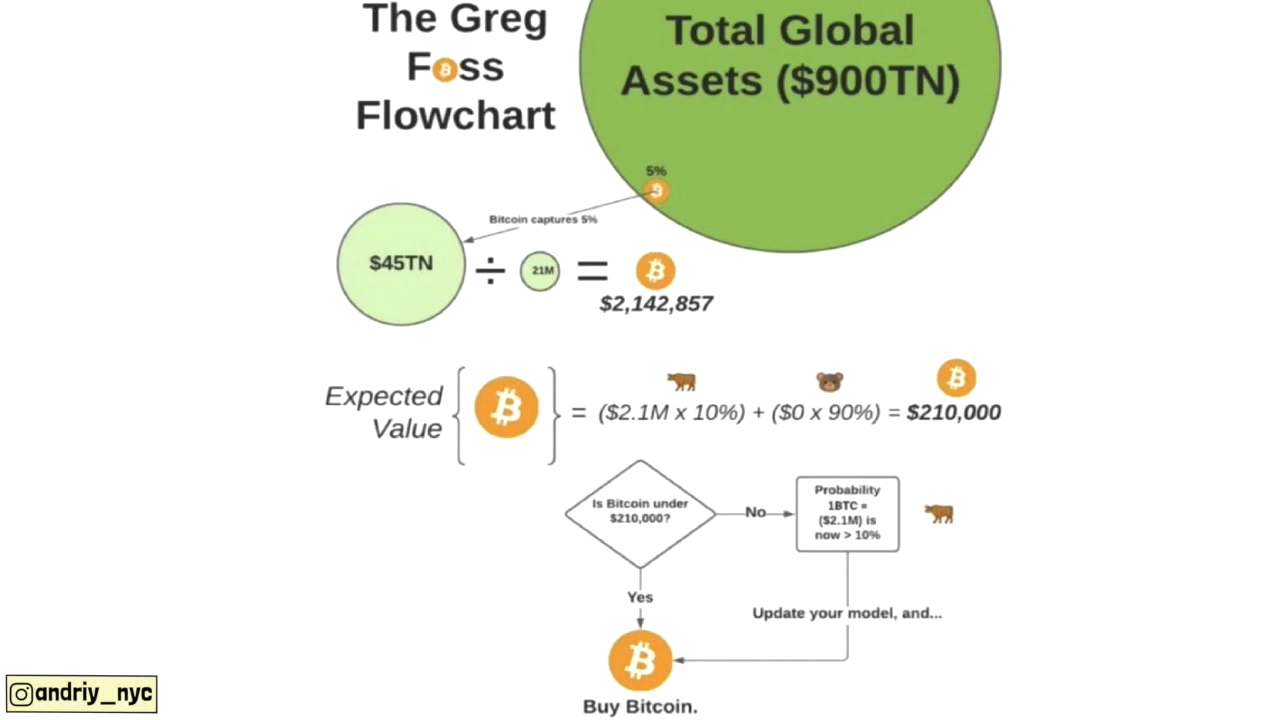 The Greg
F₿ss
Flowchart
Total Global
Assets ($900TN)
5%
Bitcoin captures 5%
$45TN
÷
21M
=
$2,142,857
Expected
Value
= ($2.1M x 10%) + ($0 x 90%) = $210,000
Is Bitcoin under
$210,000?
No
Probability
1BTC =
($2.1M) is
now > 10%
Yes
Update your model, and...
Buy Bitcoin.
andriy_nyc